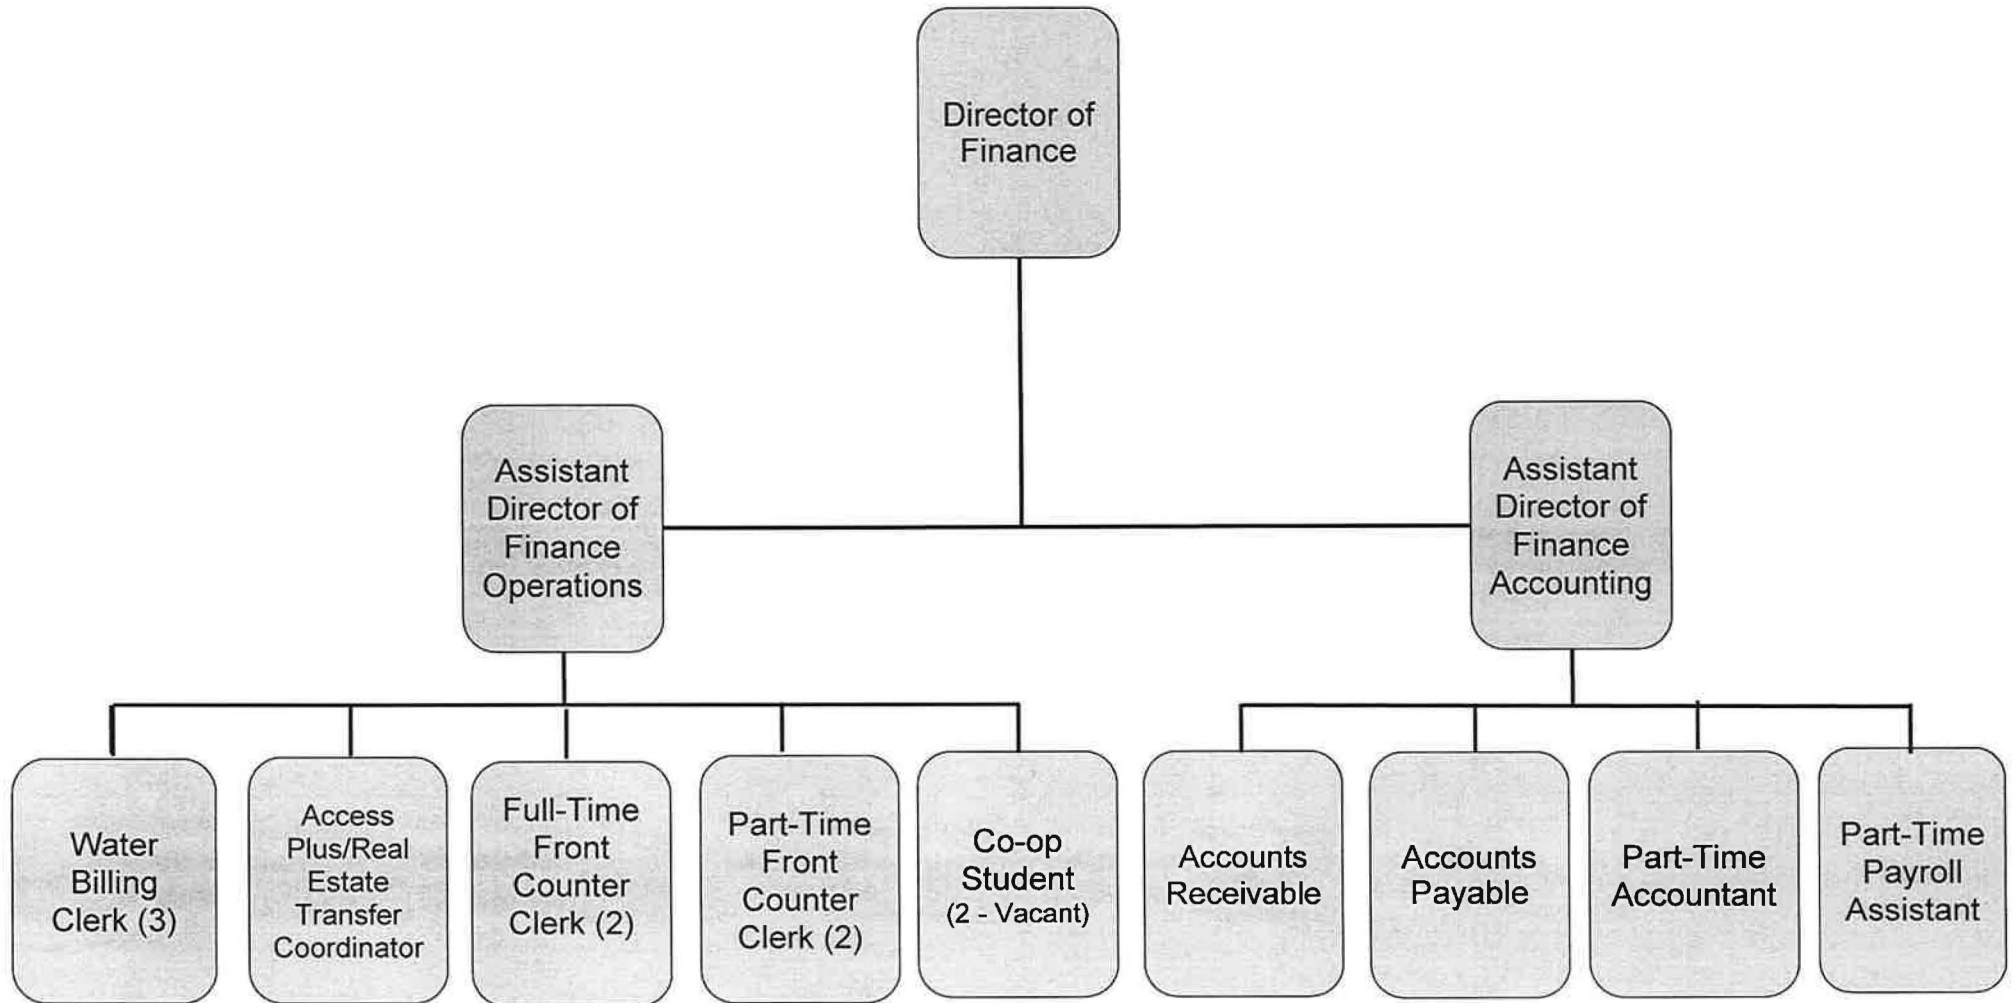 Director of
Finance
Assistant
Director of
Finance
Operations
Assistant
Director of
Finance
Accounting
Water
Billing
Clerk (3)
Access
Plus/Real
Estate
Transfer
Coordinator
Full-Time
Front
Counter
Clerk (2)
Part-Time
Front
Counter
Clerk (2)
Co-op
Student
(2 - Vacant)
Accounts
Receivable
Accounts
Payable
Part-Time
Accountant
Part-Time
Payroll
Assistant